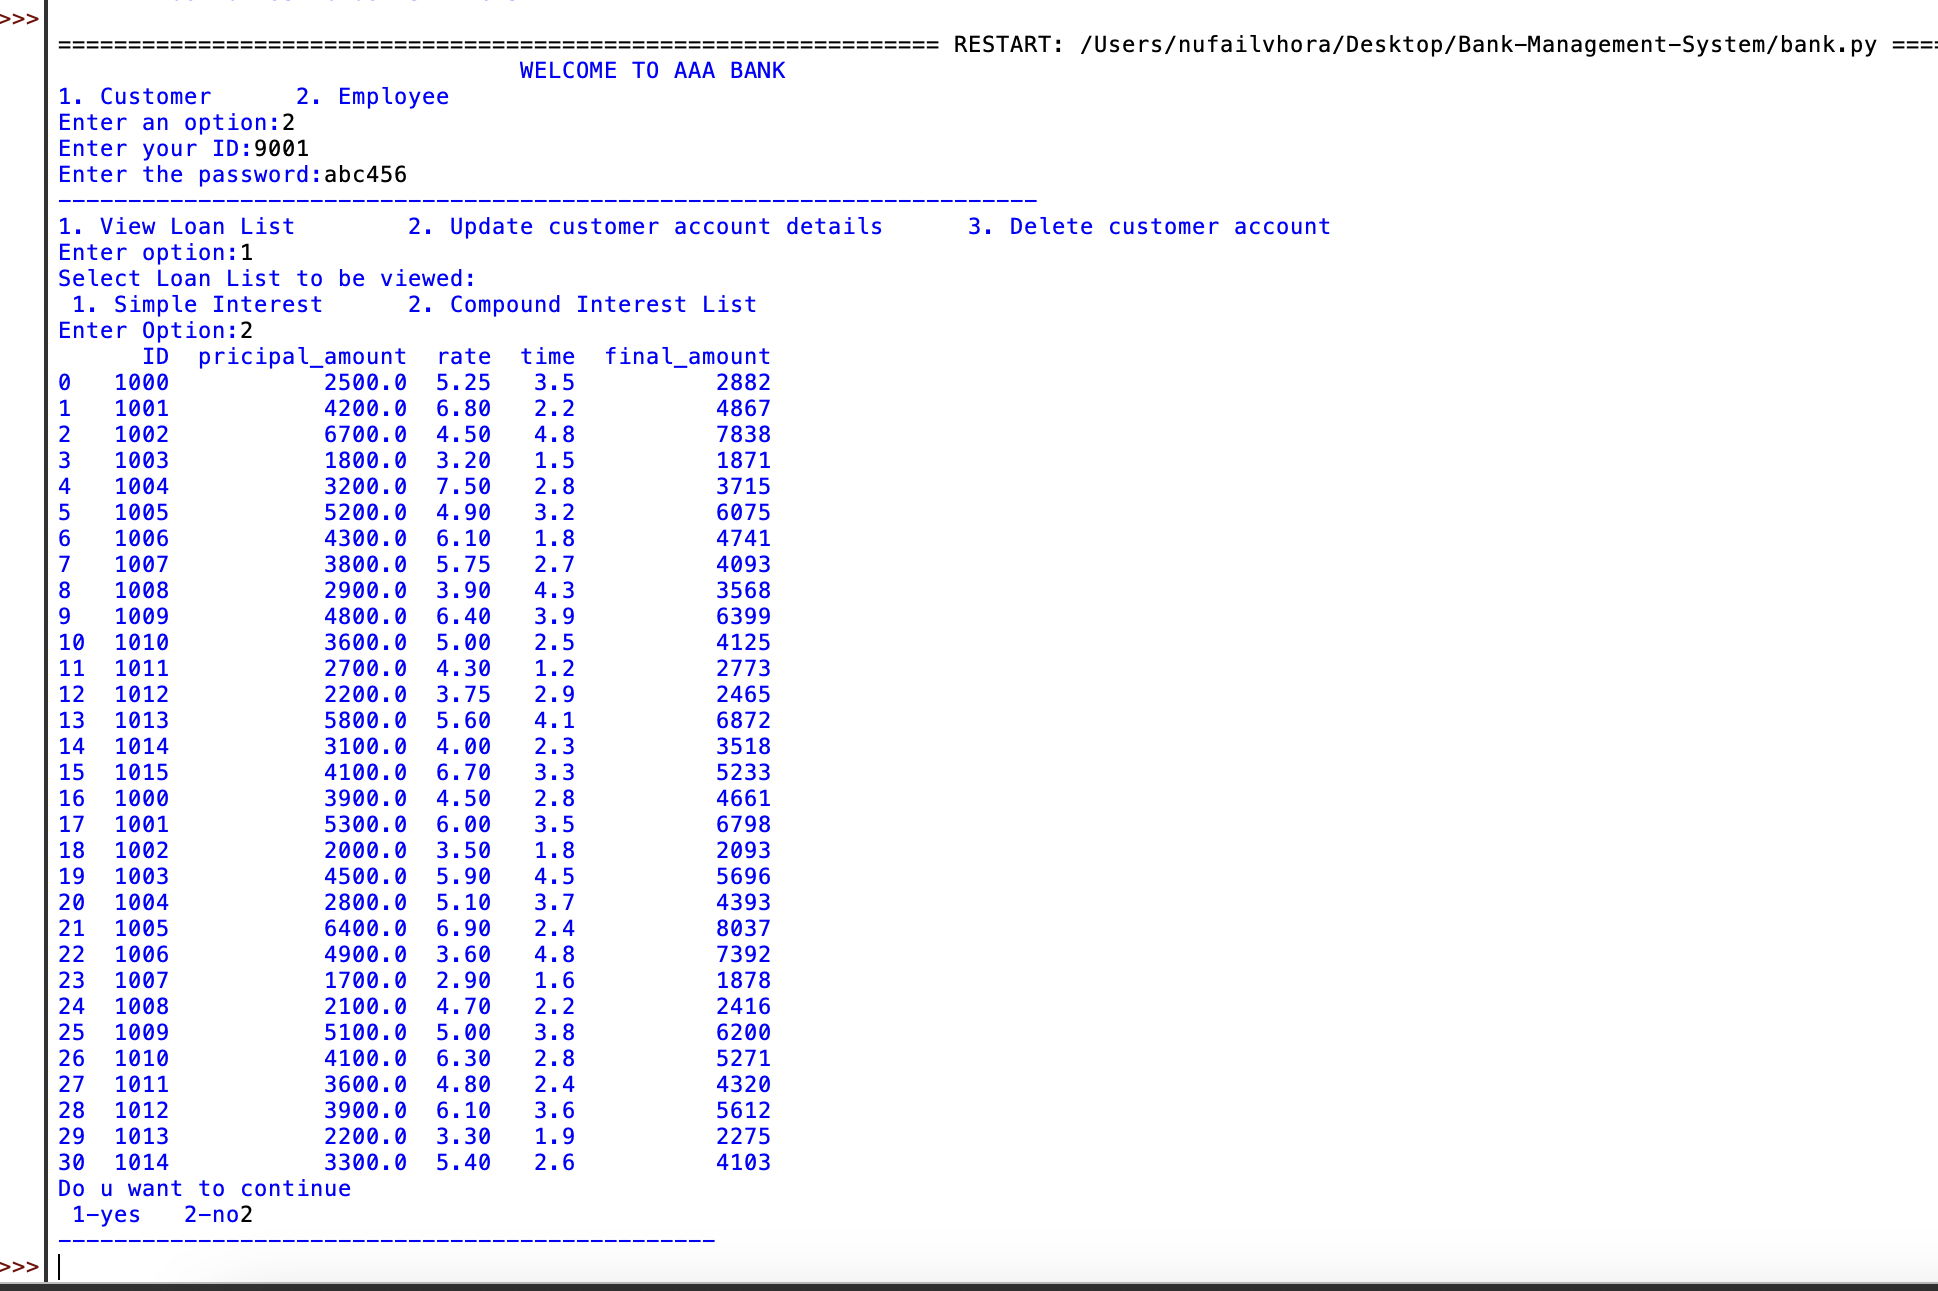 >>>
================================================================ RESTART: /Users/nufailvhora/Desktop/Bank-Management-System/bank.py ====
WELCOME TO AAA BANK
1. Customer      2. Employee
Enter an option:2
Enter your ID:9001
Enter the password:abc456
----------------------------------------------------------------------
1. View Loan List        2. Update customer account details      3. Delete customer account
Enter option:1
Select Loan List to be viewed:
1. Simple Interest      2. Compound Interest List
Enter Option:2
ID  pricipal_amount  rate  time  final_amount
0   1000           2500.0  5.25   3.5          2882
1   1001           4200.0  6.80   2.2          4867
2   1002           6700.0  4.50   4.8          7838
3   1003           1800.0  3.20   1.5          1871
4   1004           3200.0  7.50   2.8          3715
5   1005           5200.0  4.90   3.2          6075
6   1006           4300.0  6.10   1.8          4741
7   1007           3800.0  5.75   2.7          4093
8   1008           2900.0  3.90   4.3          3568
9   1009           4800.0  6.40   3.9          6399
10  1010           3600.0  5.00   2.5          4125
11  1011           2700.0  4.30   1.2          2773
12  1012           2200.0  3.75   2.9          2465
13  1013           5800.0  5.60   4.1          6872
14  1014           3100.0  4.00   2.3          3518
15  1015           4100.0  6.70   3.3          5233
16  1000           3900.0  4.50   2.8          4661
17  1001           5300.0  6.00   3.5          6798
18  1002           2000.0  3.50   1.8          2093
19  1003           4500.0  5.90   4.5          5696
20  1004           2800.0  5.10   3.7          4393
21  1005           6400.0  6.90   2.4          8037
22  1006           4900.0  3.60   4.8          7392
23  1007           1700.0  2.90   1.6          1878
24  1008           2100.0  4.70   2.2          2416
25  1009           5100.0  5.00   3.8          6200
26  1010           4100.0  6.30   2.8          5271
27  1011           3600.0  4.80   2.4          4320
28  1012           3900.0  6.10   3.6          5612
29  1013           2200.0  3.30   1.9          2275
30  1014           3300.0  5.40   2.6          4103
Do u want to continue
1-yes   2-no2
-----------------------------------------------
>>>